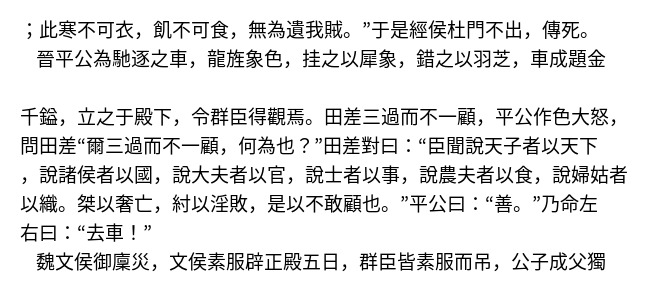 ；此寒不可衣，飢不可食，無為遺我賊。”于是經侯杜門不出，傳死。
晉平公為馳逐之車，龍旌象色，挂之以犀象，錯之以羽芝，車成題金
千鎰，立之于殿下，令群臣得觀焉。田差三過而不一顧，平公作色大怒，
問田差“爾三過而不一顧，何為也？”田差對曰：“臣聞說天子者以天下
，說諸侯者以國，說大夫者以官，說士者以事，說農夫者以食，說婦姑者
以織。桀以奢亡，紂以淫敗，是以不敢顧也。”平公曰：“善。”乃命左
右曰：“去車！”
魏文侯御廩災，文侯素服辟正殿五日，群臣皆素服而吊，公子成父獨